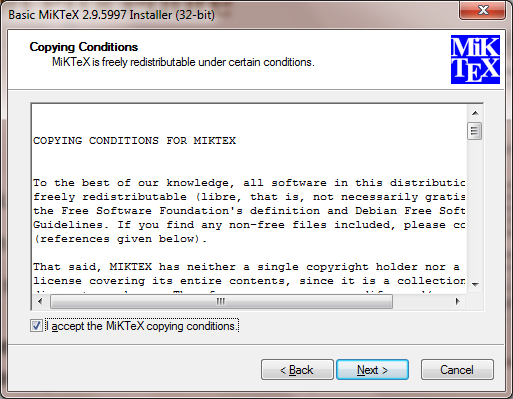 Basic MiKTeX 2.9.5997 Installer (32-bit)
Copying Conditions
MiKTeX is freely redistributable under certain conditions.
MiK
TEX
COPYING CONDITIONS FOR MIKTEX
To the best of our knowledge, all software in this distributic
freely redistributable (libre, that is, not necessarily gratis
the Free Software Foundation's definition and Debian Free Soft
Guidelines. If you find any non-free files included, please cc
(references given below).
That said, MIKTEX has neither a single copyright holder nor a
license covering its entire contents, since it is a collection
I accept the MiKTeX copying conditions.
< Back
Next >
Cancel